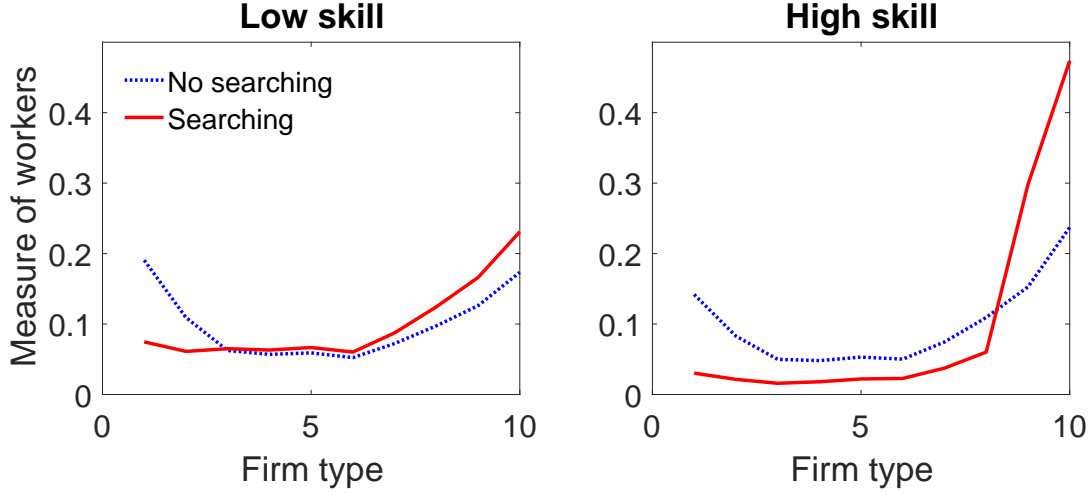 Low skill
Measure of workers
0.4
0.3
0.2
0.1
0
No searching
Searching
0
5
10
Firm type
High skill
0.4
0.3
0.2
0.1
0
0
5
10
Firm type